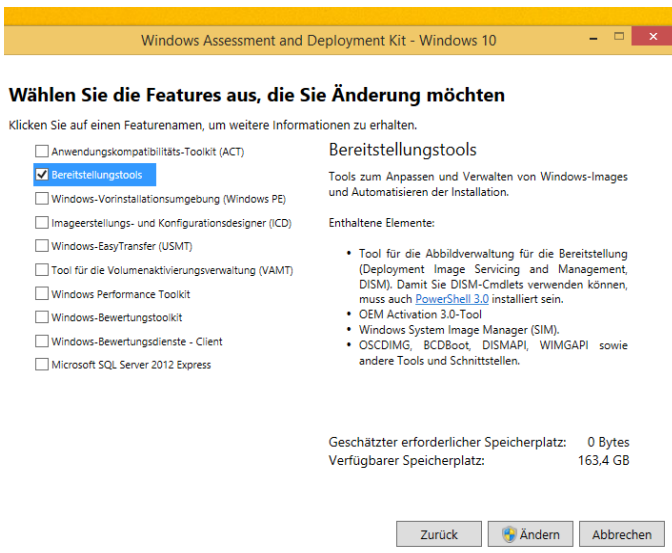 Windows Assessment and Deployment Kit - Windows 10
Wählen Sie die Features aus, die Sie Änderung möchten
Klicken Sie auf einen Featurenamen, um weitere Informationen zu erhalten.
Anwendungskompatibilitäts-Toolkit (ACT)
Bereitstellungstools
Windows-Vorinstallationsumgebung (Windows PE)
Imageerstellungs- und Konfigurationsdesigner (ICD)
Windows-EasyTransfer (USMT)
Tool für die Volumenaktivierungsverwaltung (VAMT)
Windows Performance Toolkit
Windows-Bewertungstoolkit
Windows-Bewertungsdienste - Client
Microsoft SQL Server 2012 Express
Bereitstellungstools
Tools zum Anpassen und Verwalten von Windows-Images
und Automatisieren der Installation.
Enthaltene Elemente:
• Tool für die Abbildverwaltung für die Bereitstellung
(Deployment Image Servicing and Management,
DISM). Damit Sie DISM-Cmdlets verwenden können,
muss auch PowerShell 3.0 installiert sein.
• OEM Activation 3.0-Tool
• Windows System Image Manager (SIM).
• OSCDIMG, BCDBoot, DISMAPI, WIMGAPI sowie
andere Tools und Schnittstellen.
Geschätzter erforderlicher Speicherplatz: 0 Bytes
Verfügbarer Speicherplatz: 163,4 GB
Zurück Ändern Abbrechen